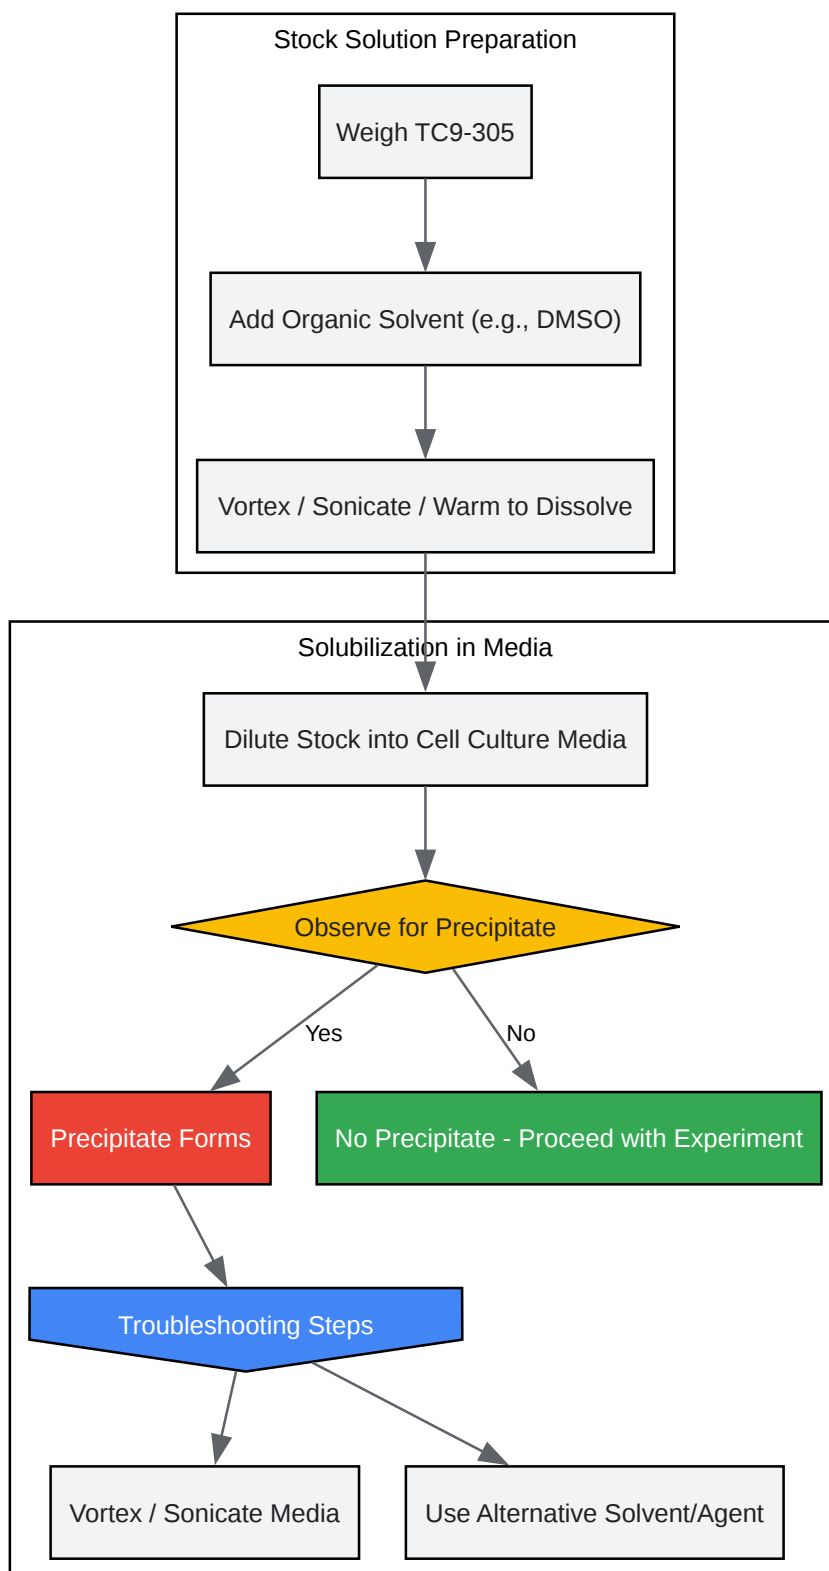 Stock Solution Preparation
Weigh TC9-305
Add Organic Solvent (e.g., DMSO)
Vortex / Sonicate / Warm to Dissolve
Solubilization in Media
Dilute Stock into Cell Culture Media
Observe for Precipitate
Yes
No
Precipitate Forms
No Precipitate - Proceed with Experiment
Troubleshooting Steps
Vortex / Sonicate Media
Use Alternative Solvent/Agent